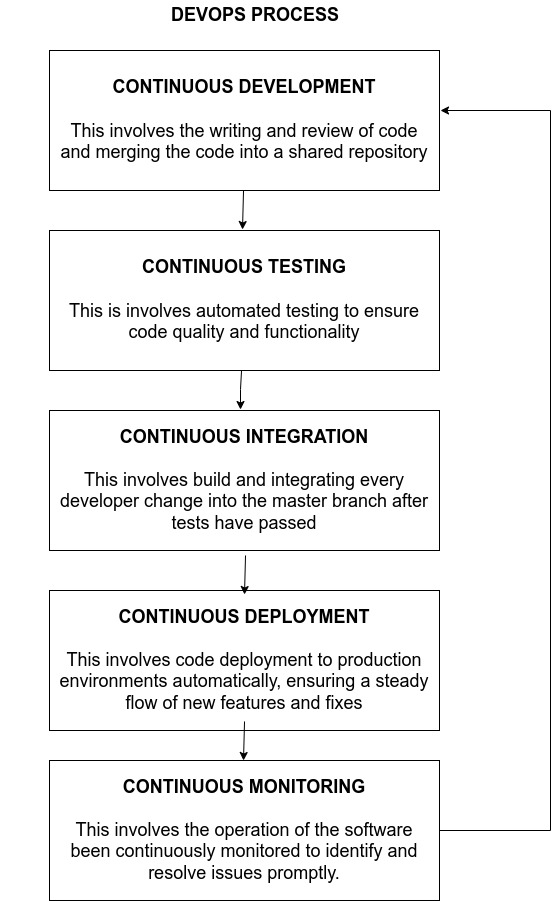 DEVOPS PROCESS
CONTINUOUS DEVELOPMENT
This involves the writing and review of code
and merging the code into a shared repository
CONTINUOUS TESTING
This is involves automated testing to ensure
code quality and functionality
CONTINUOUS INTEGRATION
This involves build and integrating every
developer change into the master branch after
tests have passed
CONTINUOUS DEPLOYMENT
This involves code deployment to production
environments automatically, ensuring a steady
flow of new features and fixes
CONTINUOUS MONITORING
This involves the operation of the software
been continuously monitored to identify and
resolve issues promptly.